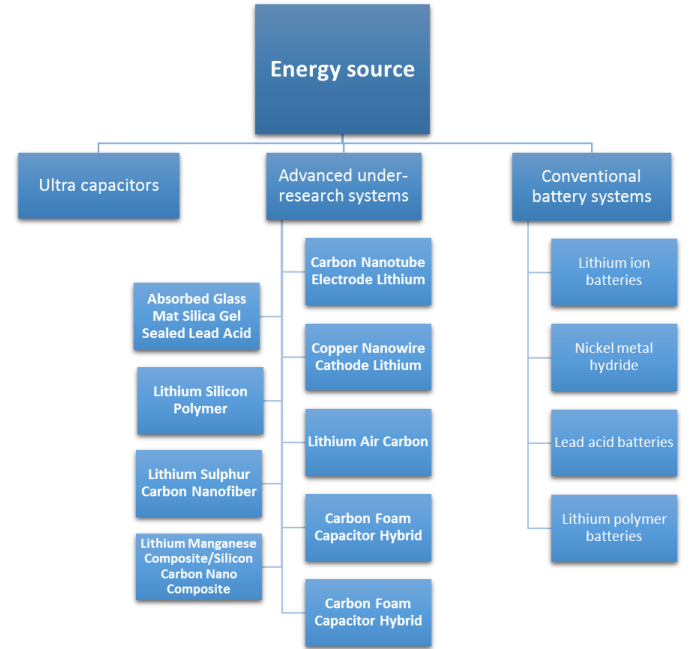 Energy source
Ultra capacitors
Advanced under-
research systems
Conventional
battery systems
Absorbed Glass
Mat Silica Gel
Sealed Lead Acid
Lithium Silicon
Polymer
Lithium Sulphur
Carbon Nanofiber
Lithium Manganese
Composite/Silicon
Carbon Nano
Composite
Carbon Nanotube
Electrode Lithium
Copper Nanowire
Cathode Lithium
Lithium Air Carbon
Carbon Foam
Capacitor Hybrid
Carbon Foam
Capacitor Hybrid
Lithium ion
batteries
Nickel metal
hydride
Lead acid batteries
Lithium polymer
batteries